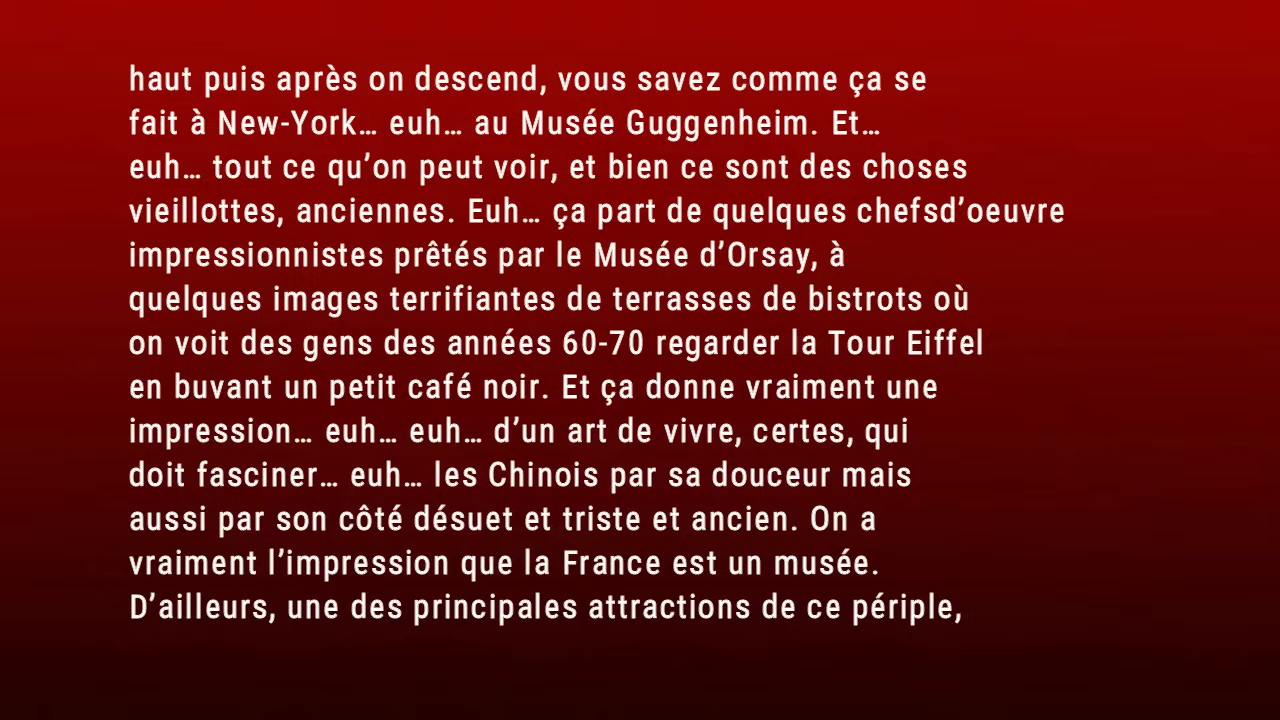 haut puis après on descend, vous savez comme ça se
fait à New-York… euh… au Musée Guggenheim. Et…
euh… tout ce qu’on peut voir, et bien ce sont des choses
vieillottes, anciennes. Euh… ça part de quelques chefsd’oeuvre
impressionnistes prêtés par le Musée d’Orsay, à
quelques images terrifiantes de terrasses de bistrots où
on voit des gens des années 60-70 regarder la Tour Eiffel
en buvant un petit café noir. Et ça donne vraiment une
impression… euh… euh… d’un art de vivre, certes, qui
doit fasciner… euh… les Chinois par sa douceur mais
aussi par son côté désuet et triste et ancien. On a
vraiment l’impression que la France est un musée.
D’ailleurs, une des principales attractions de ce périple,